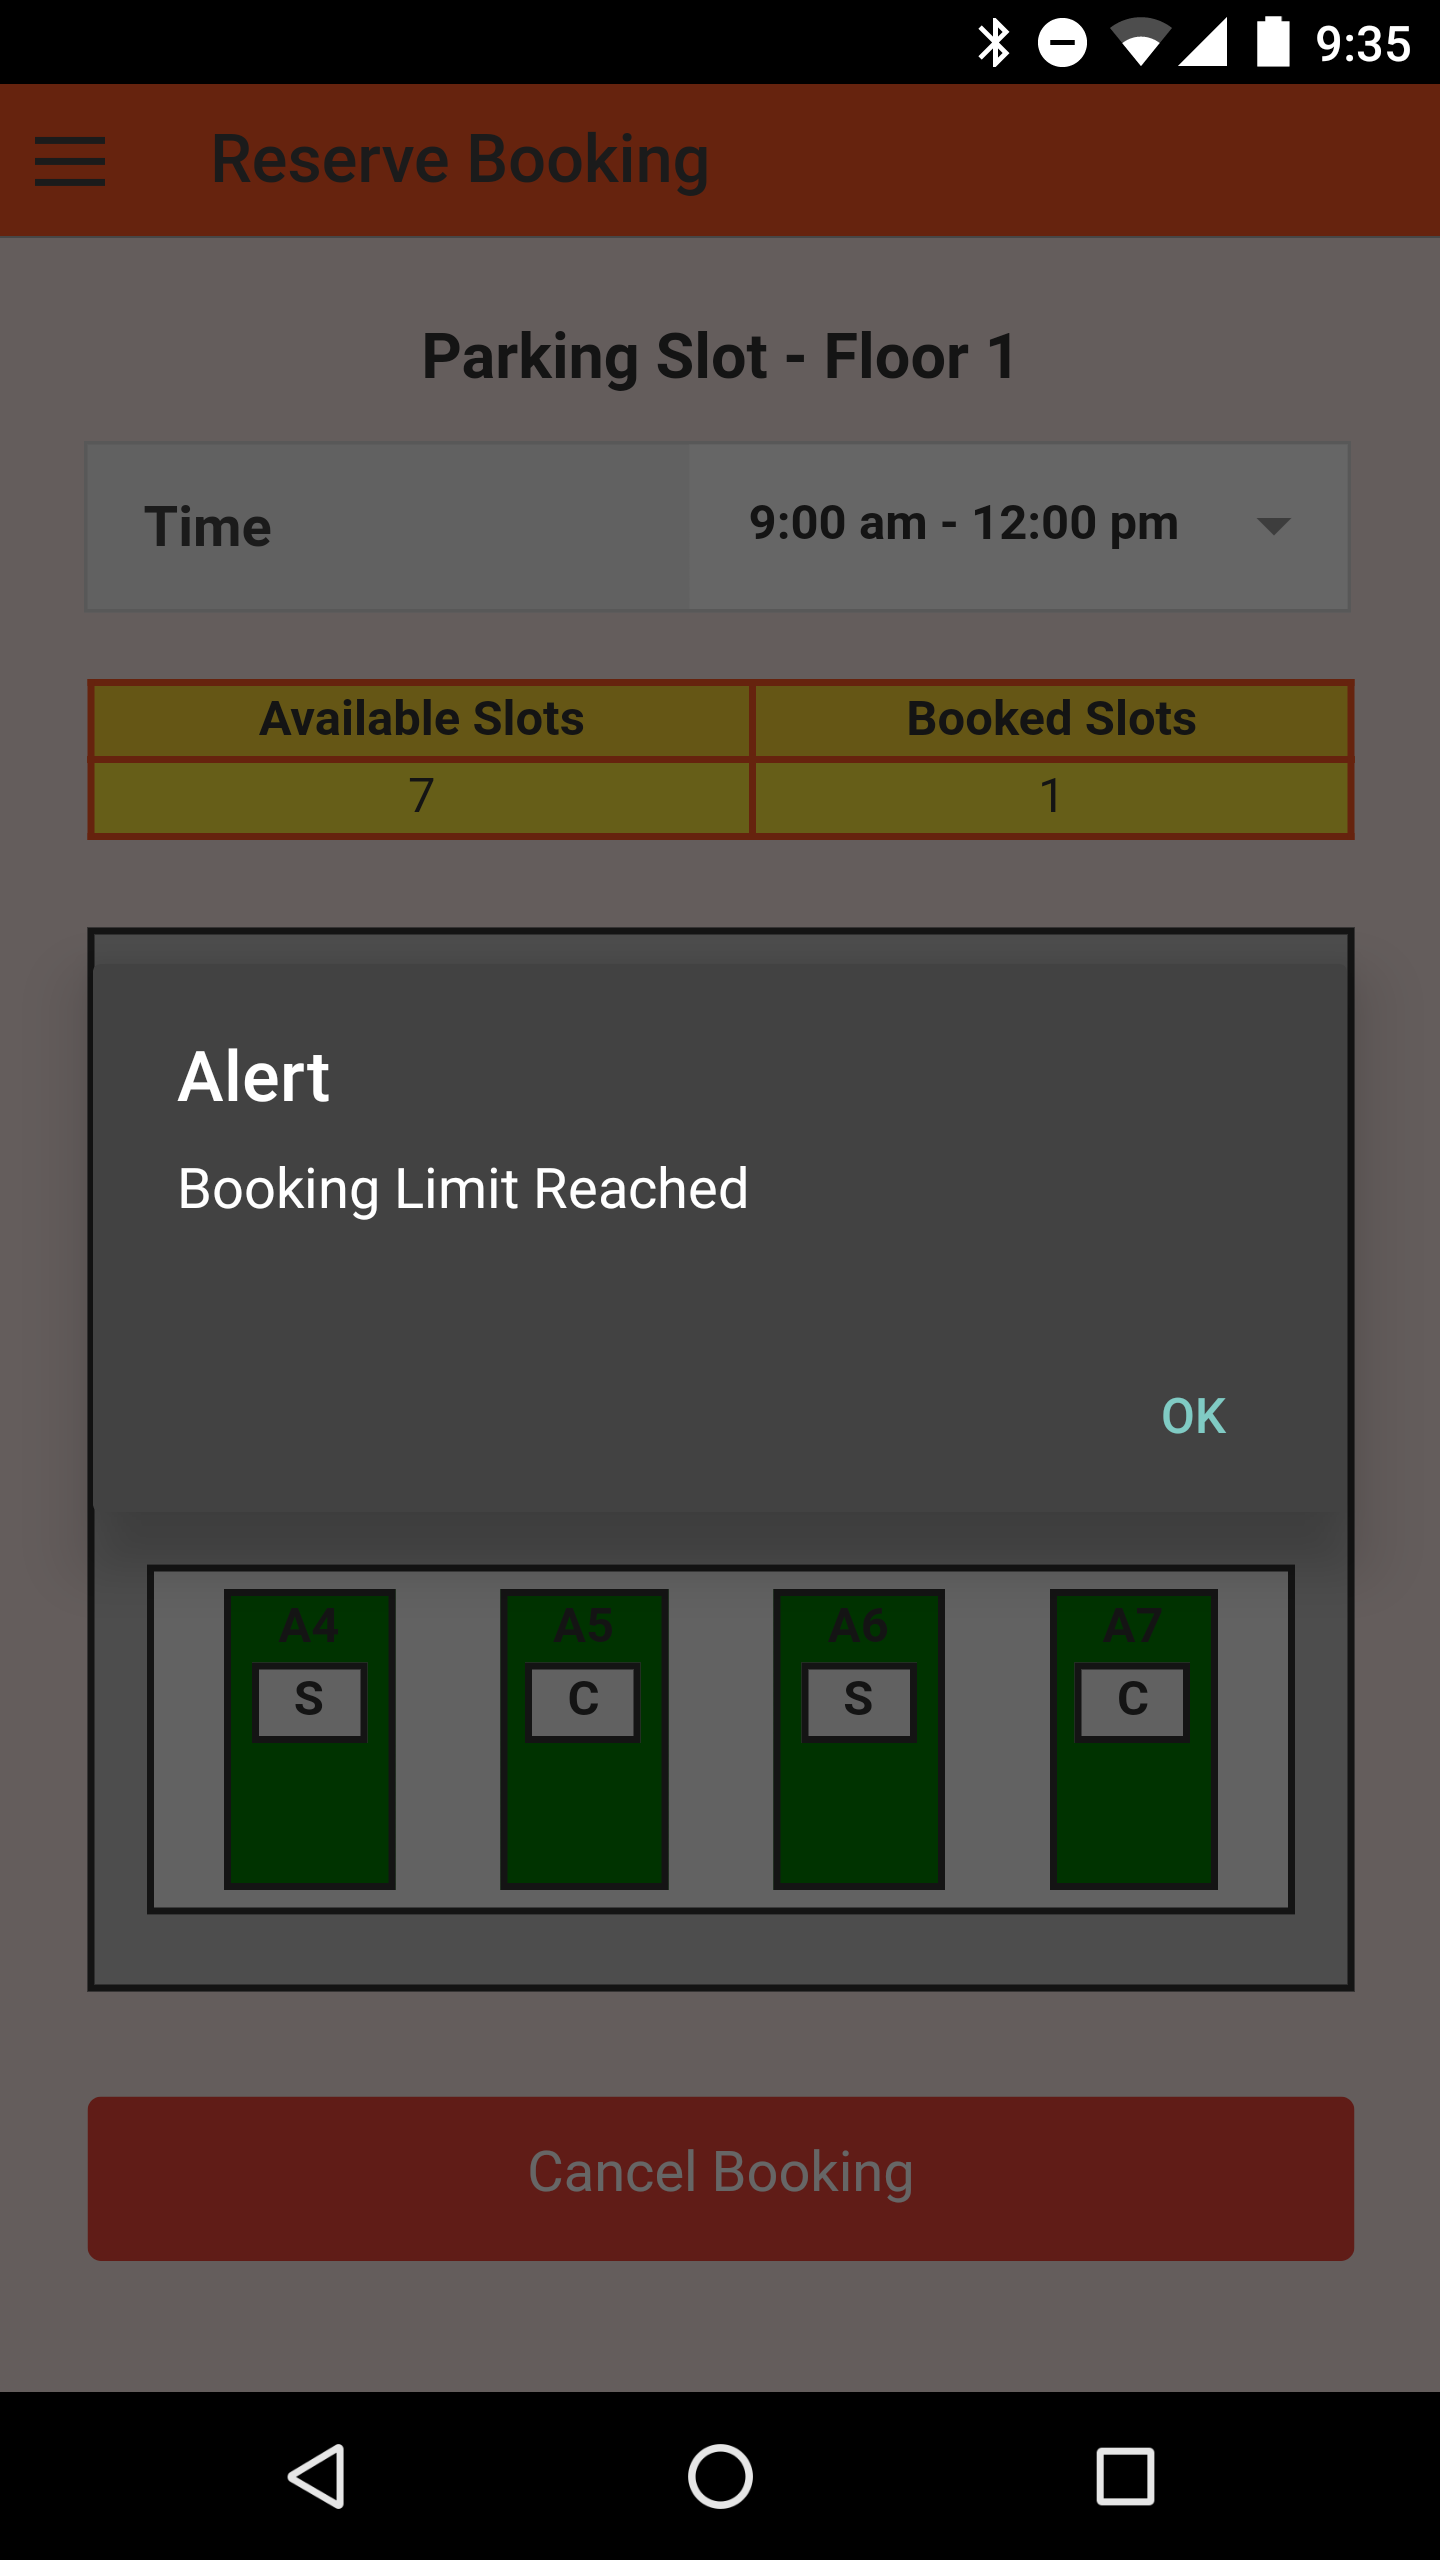 9:35
Reserve Booking
Parking Slot - Floor 1
Time 9:00 am - 12:00 pm
Available Slots Booked Slots
7 1
Alert
Booking Limit Reached
OK
A4 A5 A6 A7
S C S C
Cancel Booking